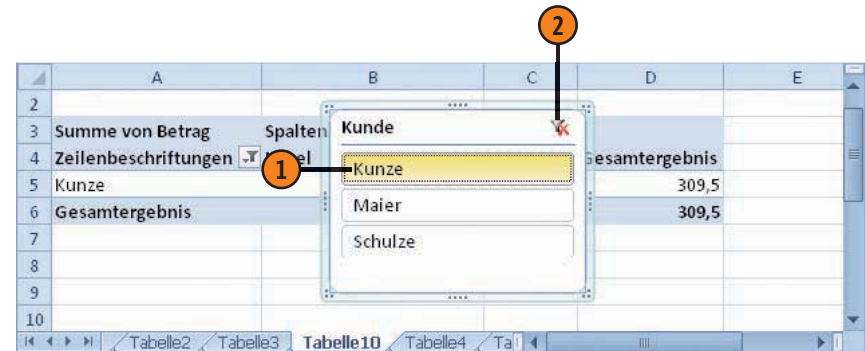 2
A B C D E
2
3 Summe von Betrag Spalten
4 Zeilenbeschriftungen Gesamtergebnis
5 Kunze 309,5
6 Gesamtergebnis 309,5
7
8
9
10
Kunde
1
Kunze
Maier
Schulze
Tabelle2 Tabelle3 Tabelle10 Tabelle4 Ta